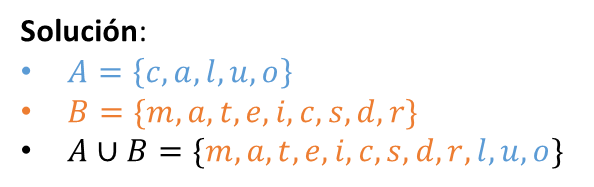 Solución:
• A = {c, a, l, u, o}
• B = {m, a, t, e, i, c, s, d, r}
• A ∪ B = {m, a, t, e, i, c, s, d, r, l, u, o}